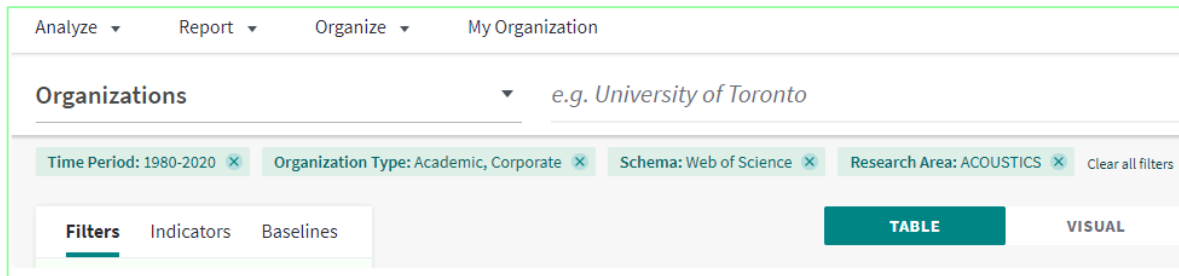 Analyze Report Organize My Organization
Organizations e.g. University of Toronto
Time Period: 1980-2020 Organization Type: Academic, Corporate Schema: Web of Science Research Area: ACOUSTICS Clear all filters
Filters Indicators Baselines TABLE VISUAL